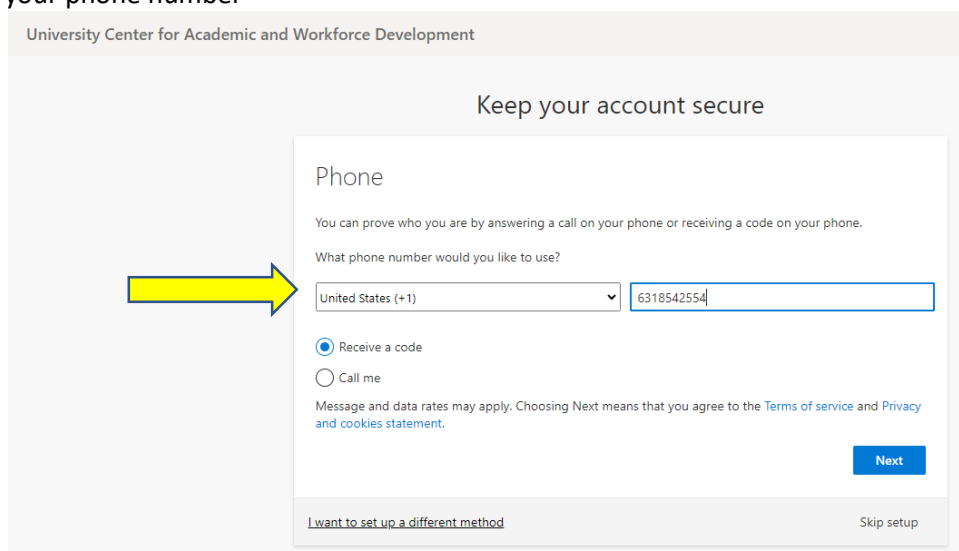 your phone number
University Center for Academic and Workforce Development
Keep your account secure
Phone
You can prove who you are by answering a call on your phone or receiving a code on your phone.
What phone number would you like to use?
United States (+1) 6318542554
Receive a code
Call me
Message and data rates may apply. Choosing Next means that you agree to the Terms of service and Privacy
and cookies statement.
Next
I want to set up a different method Skip setup